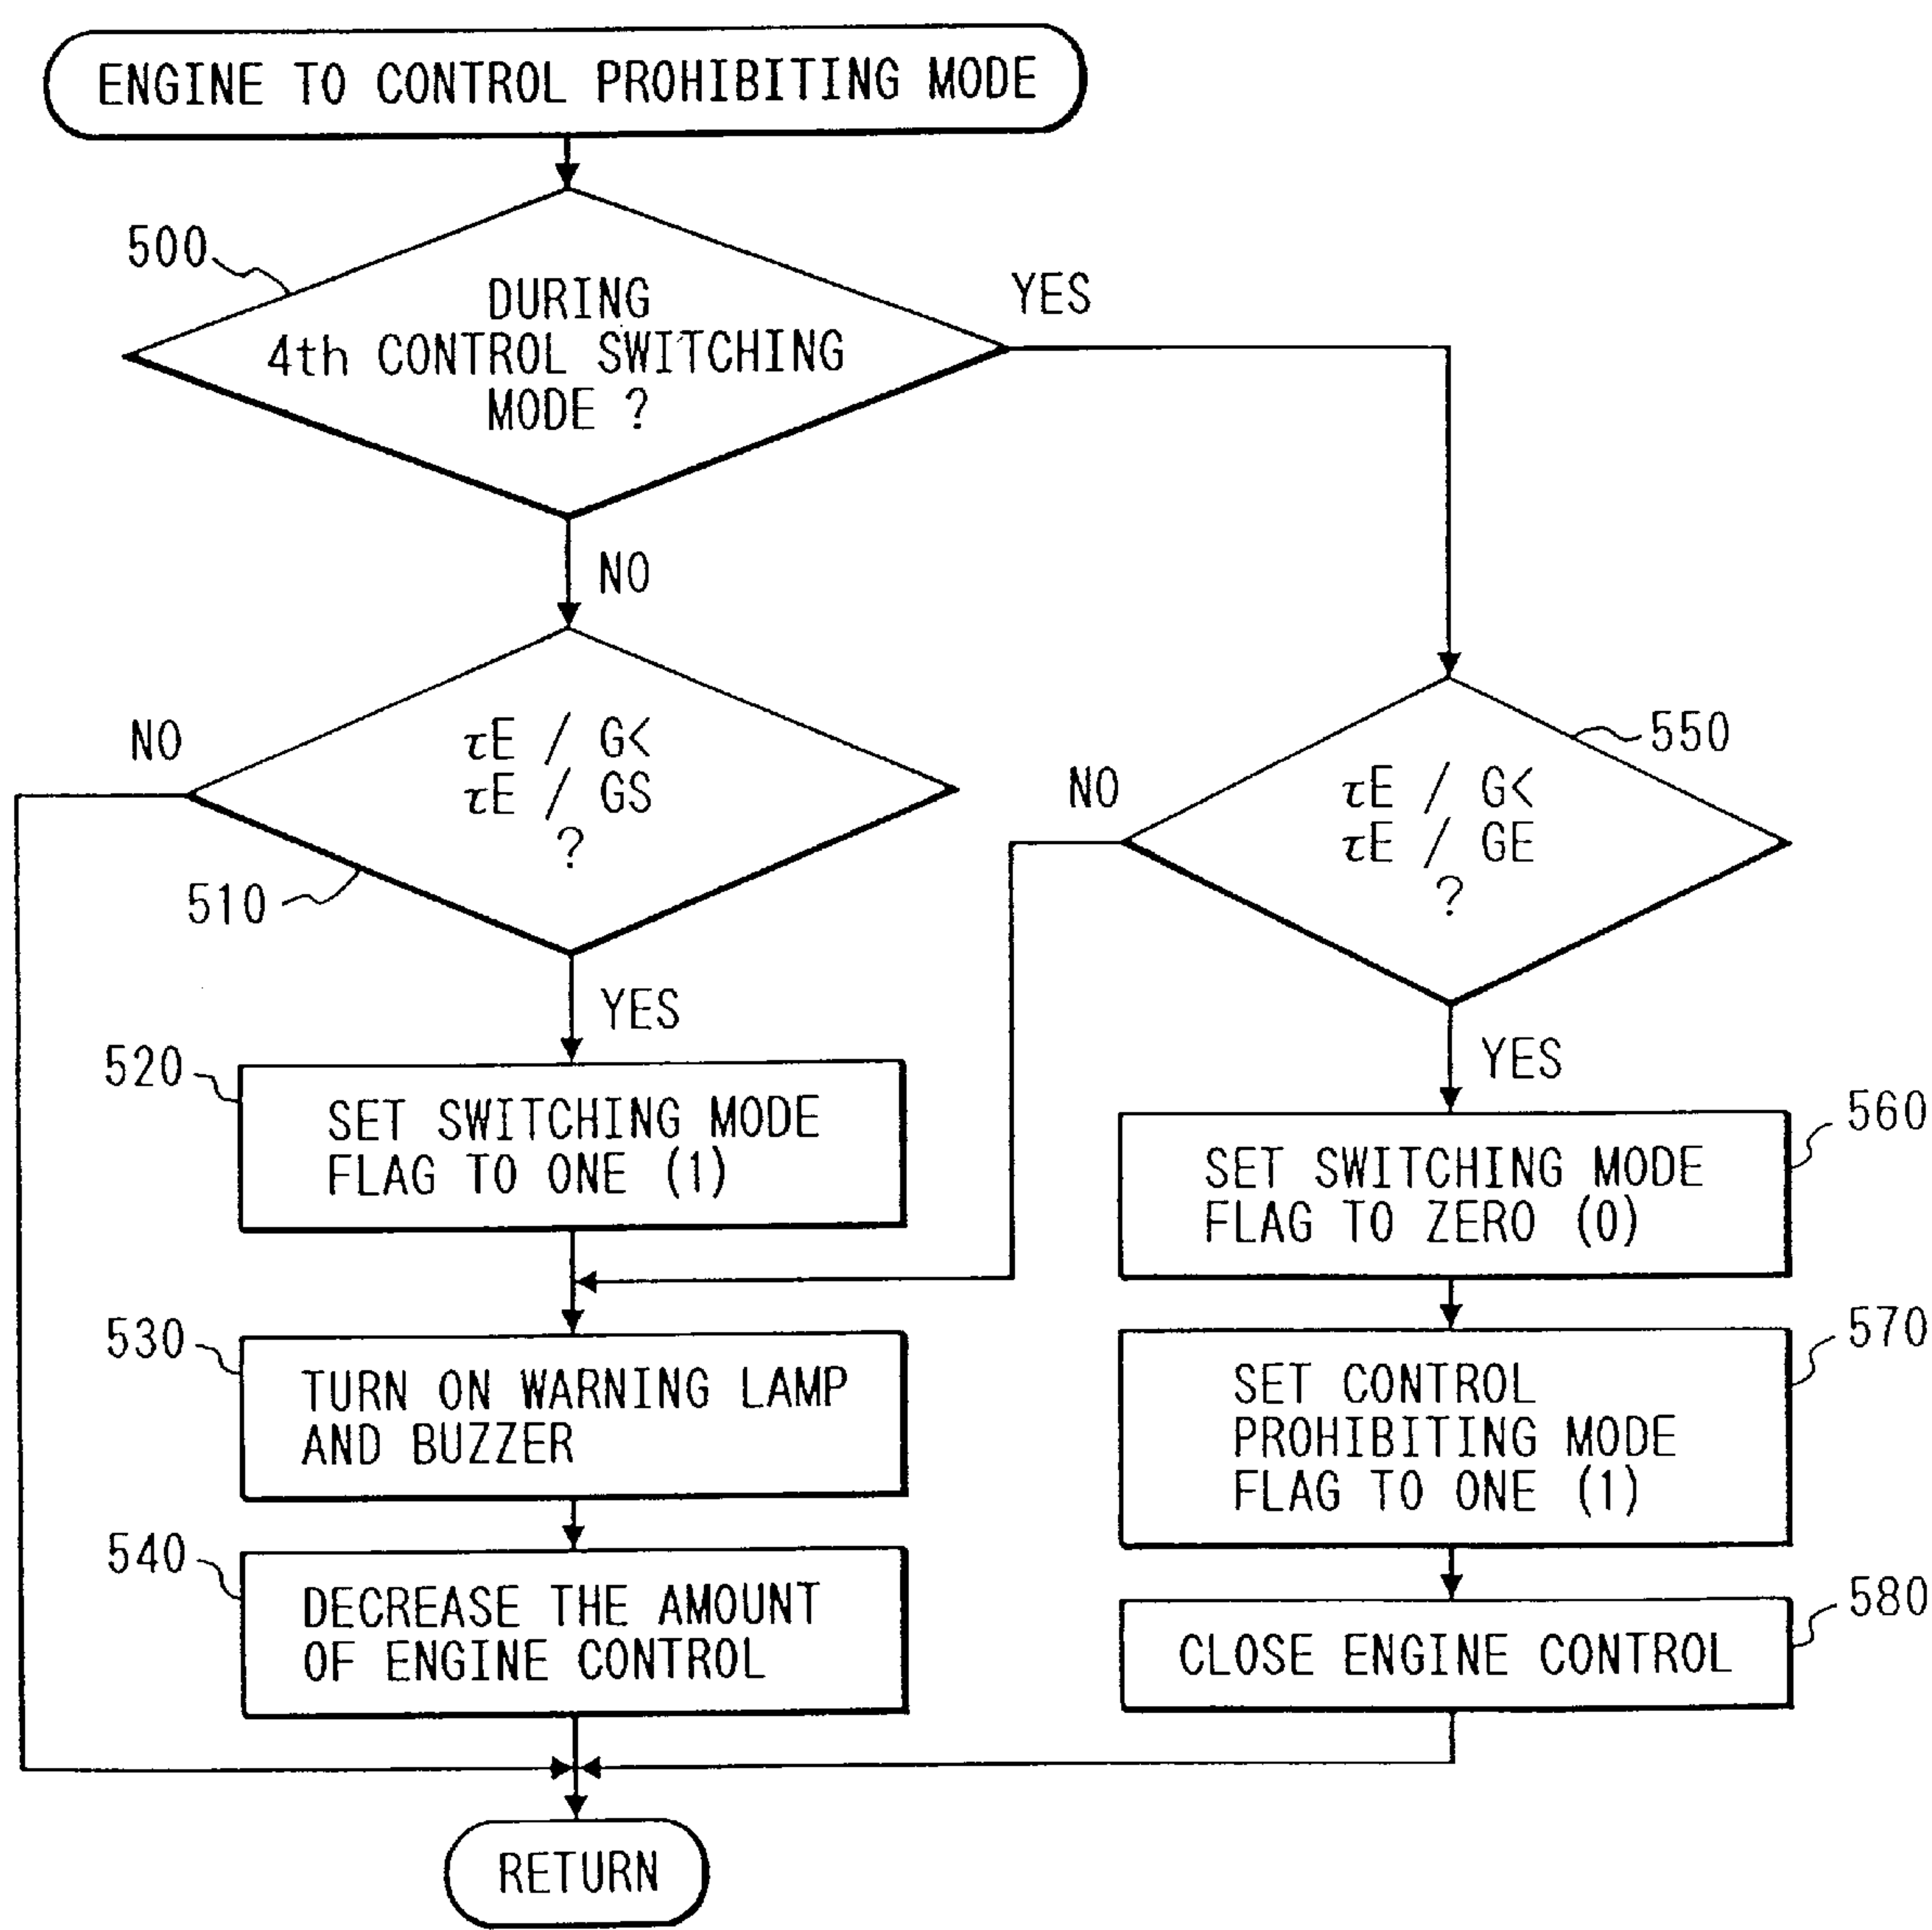 ENGINE TO CONTROL PROHIBITING MODE
500
DURING
4th CONTROL SWITCHING
MODE ?
YES
NO
NO
τE / G<
τE / GS
?
510
YES
550
NO
τE / G<
τE / GE
?
YES
520
SET SWITCHING MODE
FLAG TO ONE (1)
560
SET SWITCHING MODE
FLAG TO ZERO (0)
530
TURN ON WARNING LAMP
AND BUZZER
570
SET CONTROL
PROHIBITING MODE
FLAG TO ONE (1)
540
DECREASE THE AMOUNT
OF ENGINE CONTROL
580
CLOSE ENGINE CONTROL
RETURN